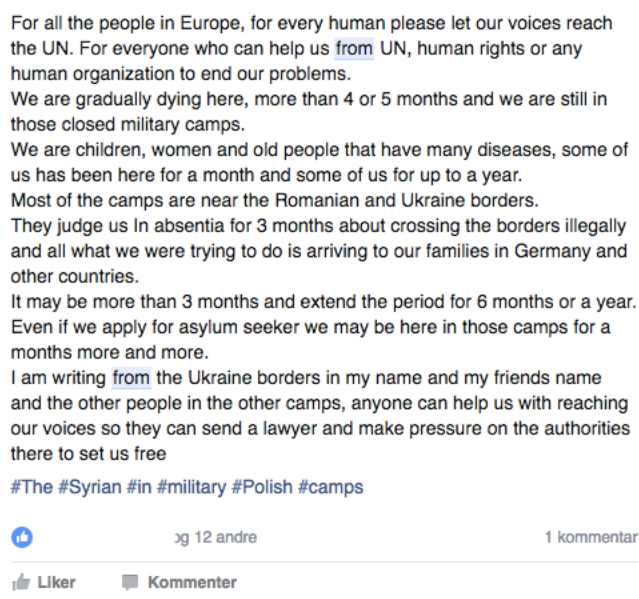 For all the people in Europe, for every human please let our voices reach
the UN. For everyone who can help us from UN, human rights or any
human organization to end our problems.
We are gradually dying here, more than 4 or 5 months and we are still in
those closed military camps.
We are children, women and old people that have many diseases, some of
us has been here for a month and some of us for up to a year.
Most of the camps are near the Romanian and Ukraine borders.
They judge us In absentia for 3 months about crossing the borders illegally
and all what we were trying to do is arriving to our families in Germany and
other countries.
It may be more than 3 months and extend the period for 6 months or a year.
Even if we apply for asylum seeker we may be here in those camps for a
months more and more.
I am writing from the Ukraine borders in my name and my friends name
and the other people in the other camps, anyone can help us with reaching
our voices so they can send a lawyer and make pressure on the authorities
there to set us free
#The #Syrian #in #military #Polish #camps
og 12 andre 1 kommentar
Liker Kommenter